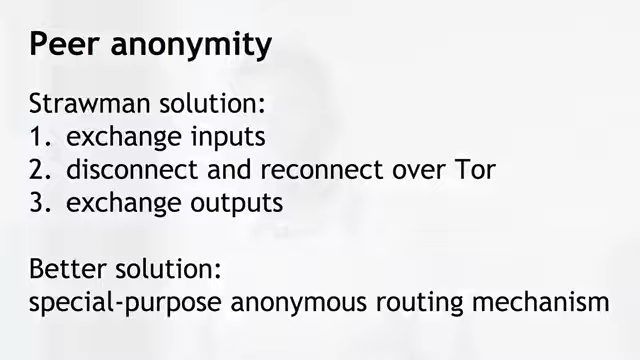 Peer anonymity
Strawman solution:
1. exchange inputs
2. disconnect and reconnect over Tor
3. exchange outputs
Better solution:
special-purpose anonymous routing mechanism